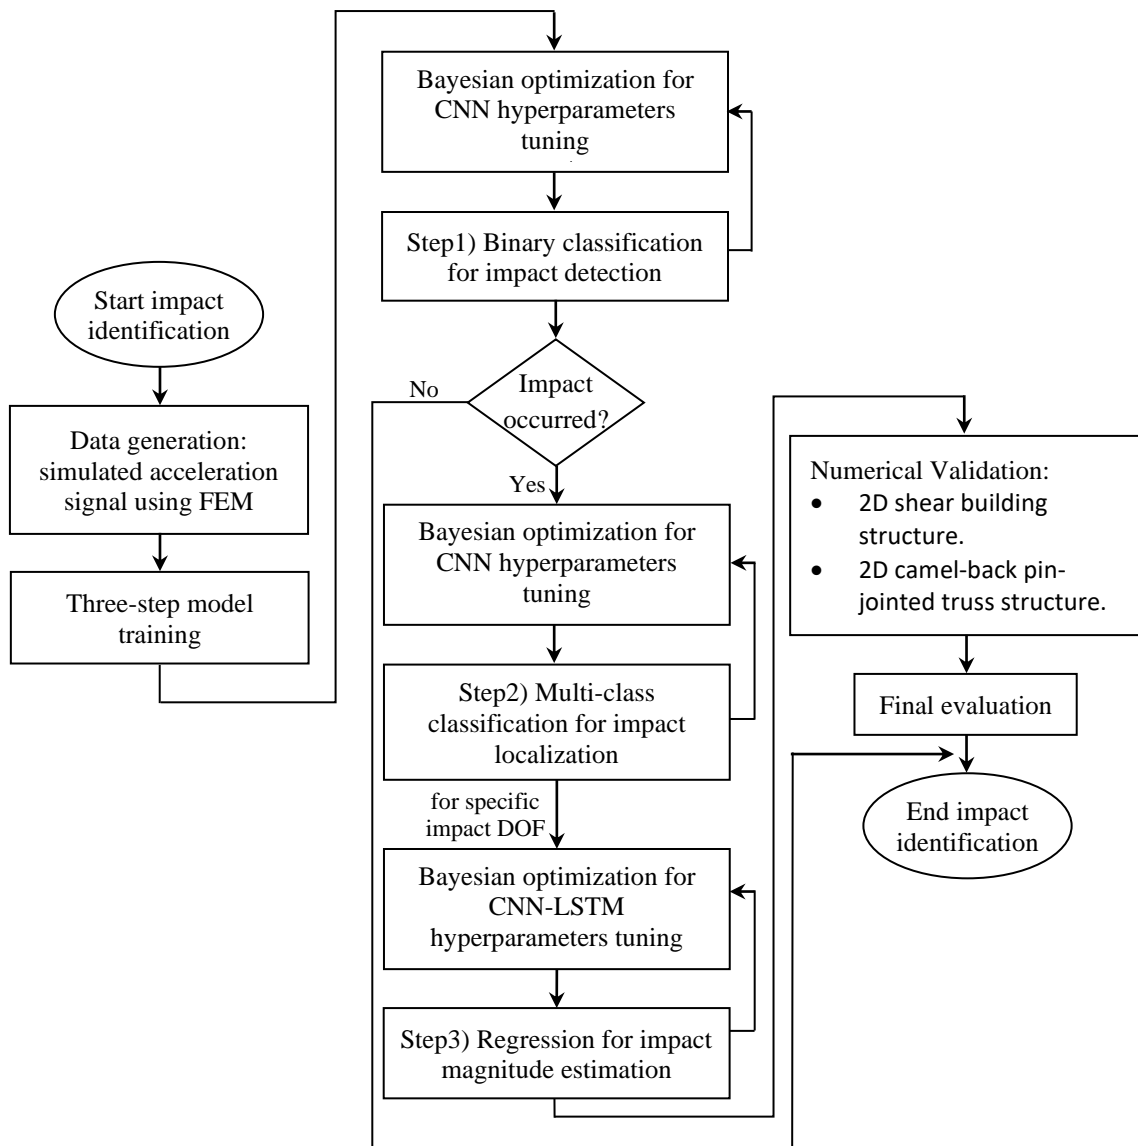 Start impact
identification
Data generation:
simulated acceleration
signal using FEM
Three-step model
training
Bayesian optimization for
CNN hyperparameters
tuning
Step1) Binary classification
for impact detection
Impact
occurred?
No
Yes
Bayesian optimization for
CNN hyperparameters
tuning
Step2) Multi-class
classification for impact
localization
for specific
impact DOF
Bayesian optimization for
CNN-LSTM
hyperparameters tuning
Step3) Regression for impact
magnitude estimation
Numerical Validation:
• 2D shear building
structure.
• 2D camel-back pin-
jointed truss structure.
Final evaluation
End impact
identification